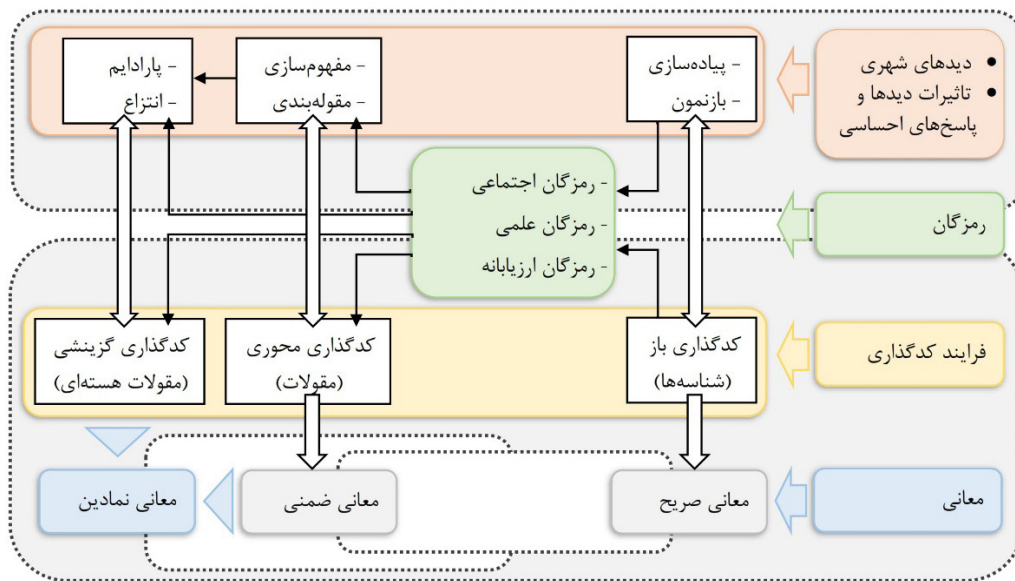 • دیدهای شهری
• تاثیرات دیدها و
پاسخ‌های احساسی
- پیاده‌سازی
- بازنمون
- مفهوم‌سازی
- مقوله‌بندی
- پارادایم
- انتزاع
رمزگان
- رمزگان اجتماعی
- رمزگان علمی
- رمزگان ارزیابانه
فرایند کدگذاری
کدگذاری باز
(شناسه‌ها)
کدگذاری محوری
(مقولات)
کدگذاری گزینشی
(مقولات هسته‌ای)
معانی
معانی صریح
معانی ضمنی
معانی نمادین